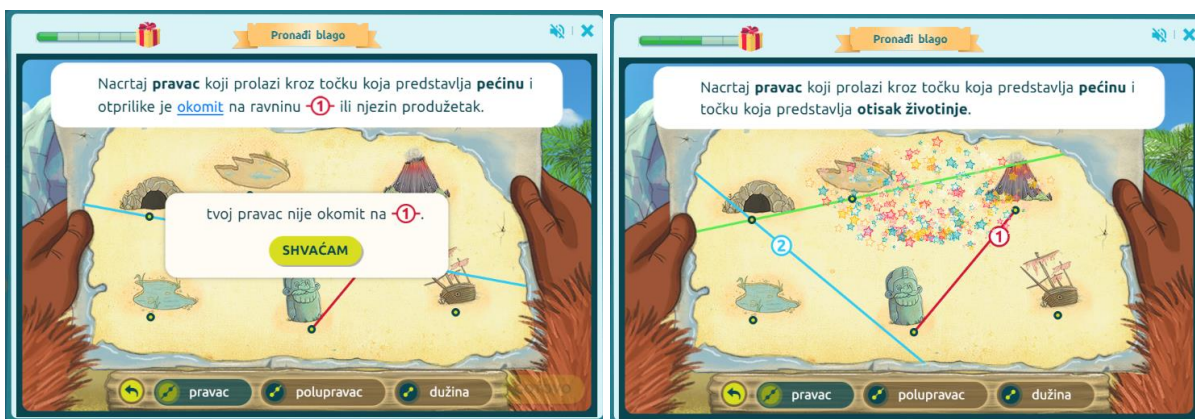 Pronađi blago
Nacrtaj pravac koji prolazi kroz točku koja predstavlja pećinu i
otprilike je okomit na ravninu -1- ili njezin produžetak.
tvoj pravac nije okomit na -1-.
SHVAĆAM
pravac
polupravac
dužina
Pronađi blago
Nacrtaj pravac koji prolazi kroz točku koja predstavlja pećinu i
točku koja predstavlja otisak životinje.
1
2
pravac
polupravac
dužina